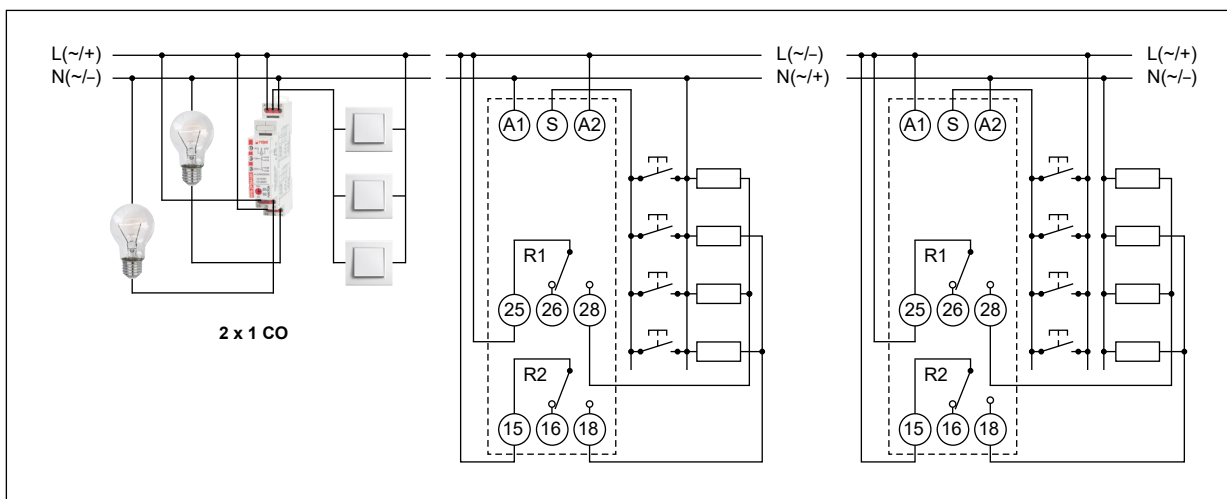 L(~/+)
N(~/–)
2 x 1 CO
L(~/–)
N(~/+)
A1 S A2
R1
25 26 28
R2
15 16 18
L(~/+)
N(~/–)
A1 S A2
R1
25 26 28
R2
15 16 18